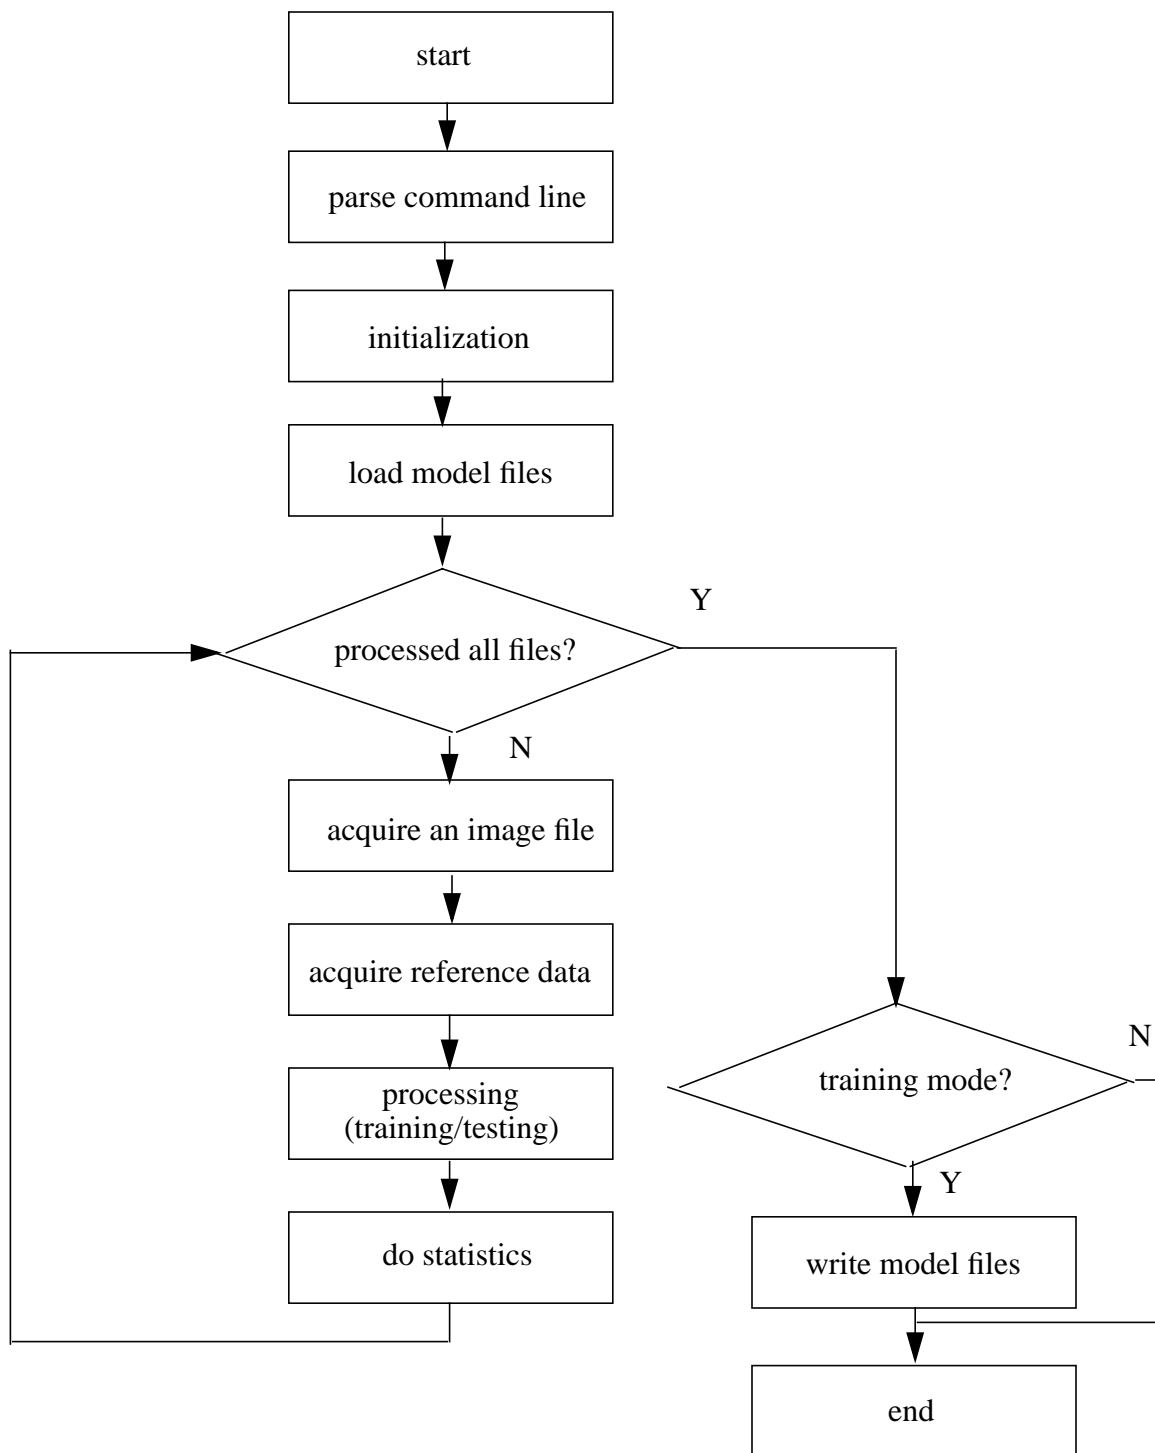 start
parse command line
initialization
load model files
Y
processed all files?
N
acquire an image file
acquire reference data
processing
(training/testing)
do statistics
N
training mode?
Y
write model files
end